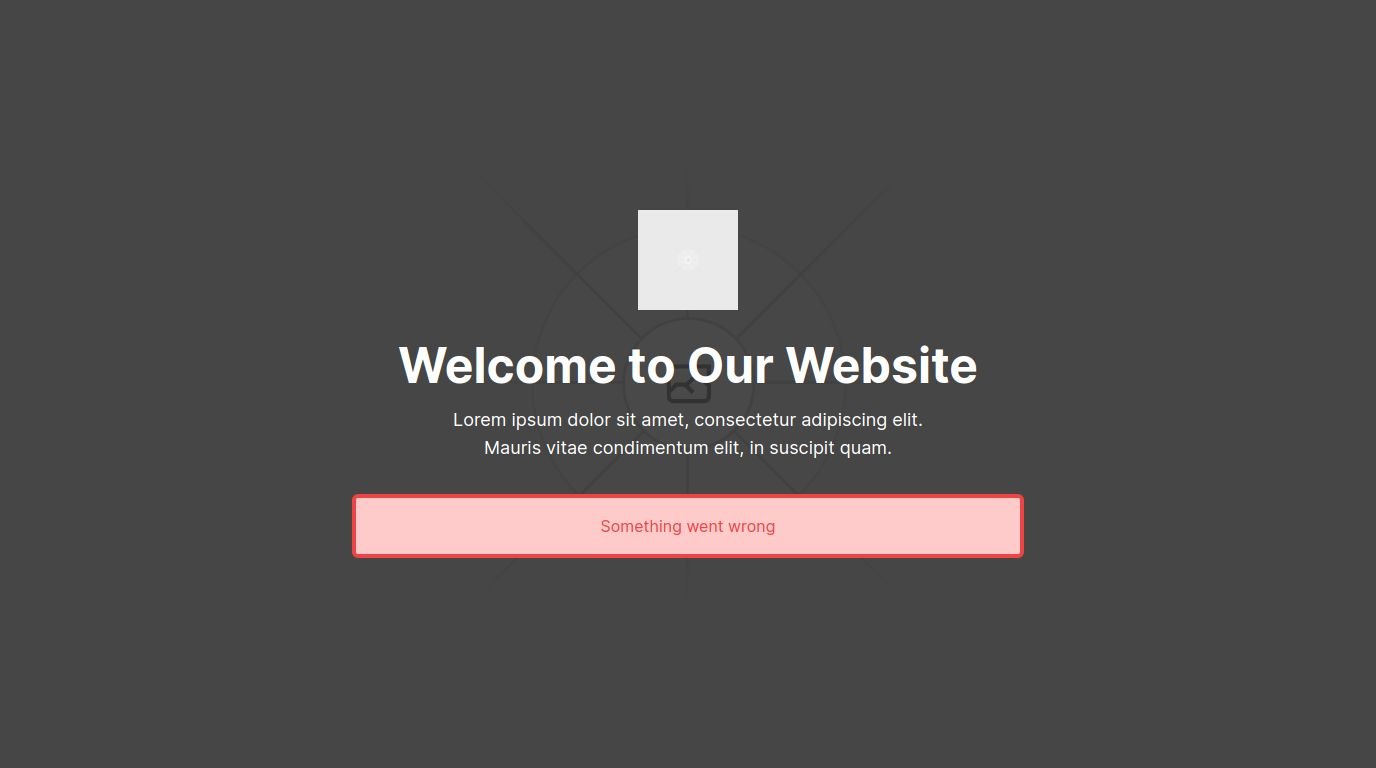 Welcome to Our Website
Lorem ipsum dolor sit amet, consectetur adipiscing elit.
Mauris vitae condimentum elit, in suscipit quam.
Something went wrong